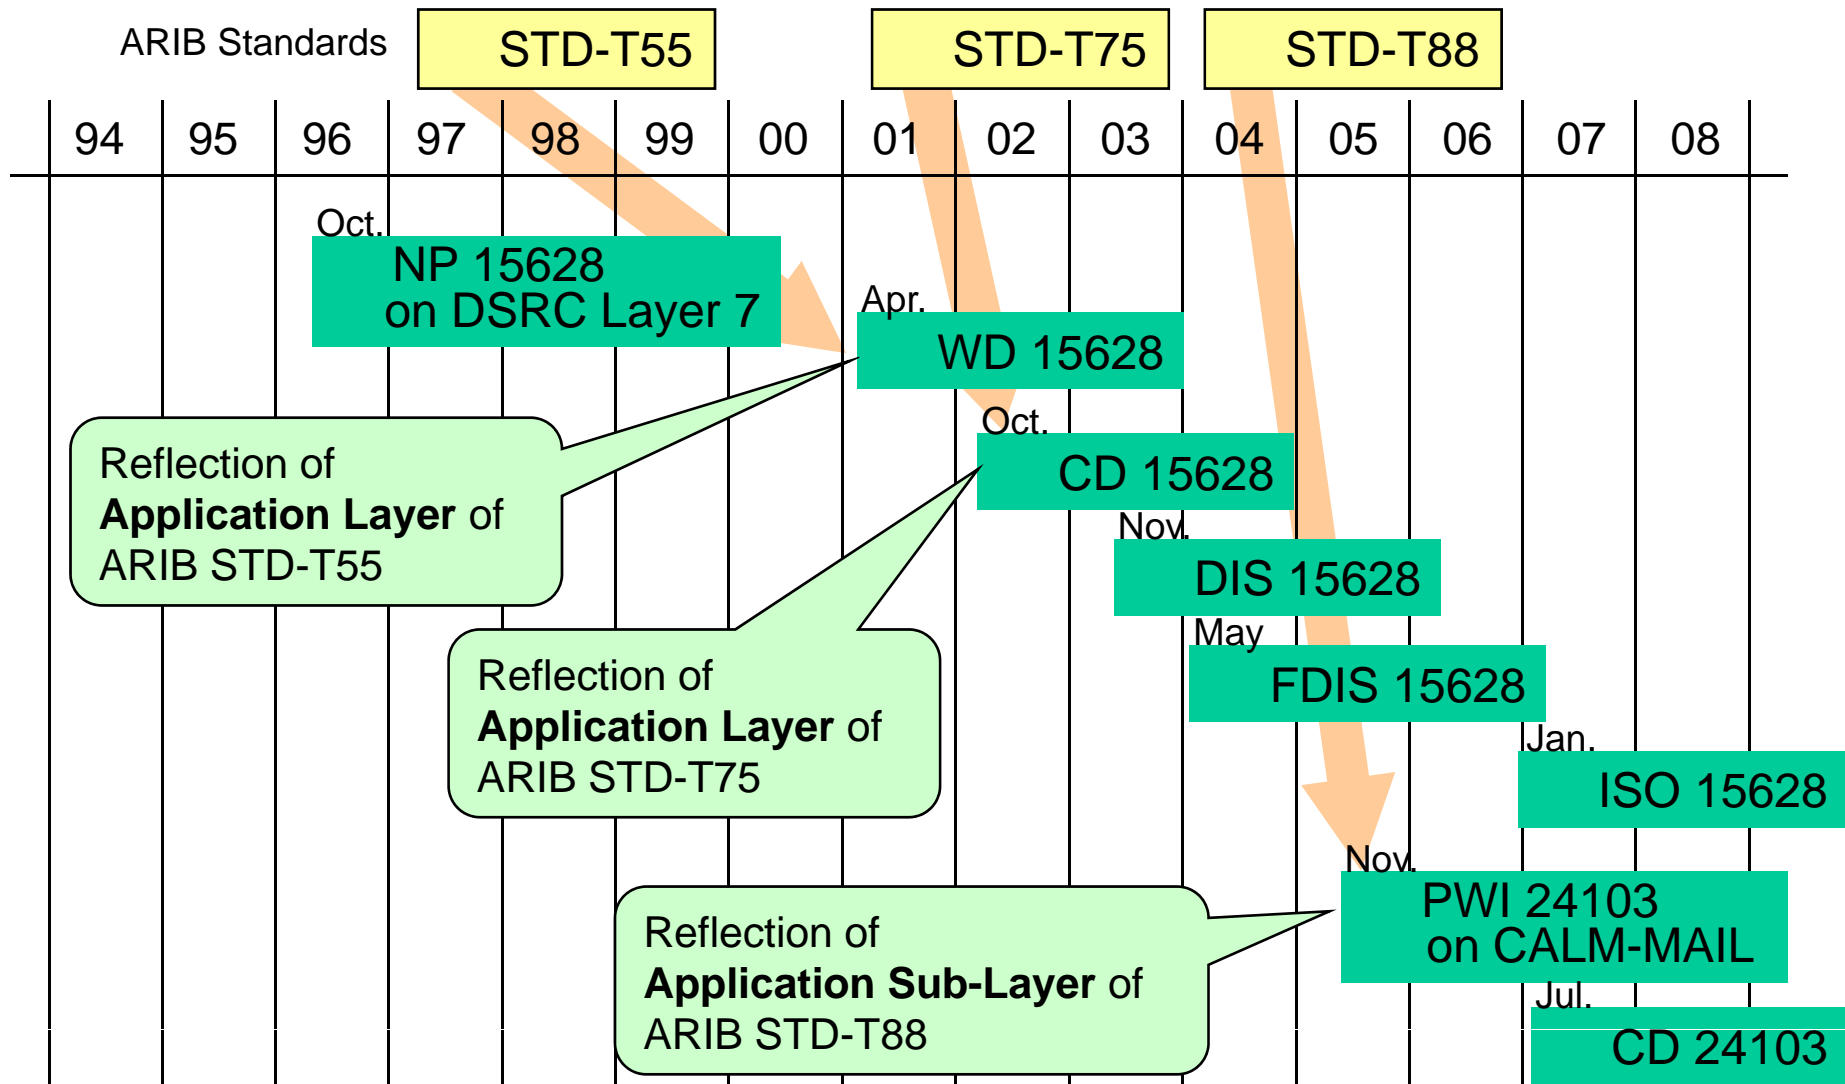 ARIB Standards
STD-T55
STD-T75
STD-T88
94 95 96 97 98 99 00 01 02 03 04 05 06 07 08
Oct.
NP 15628
on DSRC Layer 7
Apr.
WD 15628
Oct.
CD 15628
Reflection of
Application Layer of
ARIB STD-T55
Nov.
DIS 15628
May
FDIS 15628
Reflection of
Application Layer of
ARIB STD-T75
Jan.
ISO 15628
Nov.
PWI 24103
on CALM-MAIL
Reflection of
Application Sub-Layer of
ARIB STD-T88
Jul.
CD 24103